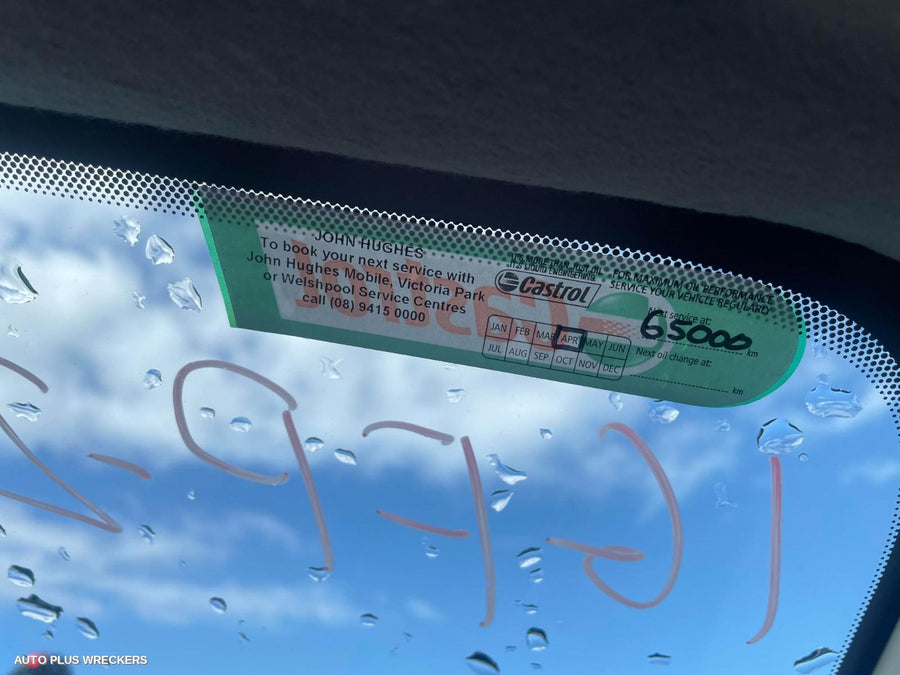 JOHN HUGHES
To book your next service with
John Hughes Mobile, Victoria Park
or Welshpool Service Centres
call (08) 9415 0000
IT'S MORE THAN JUST OIL.
IT'S LIQUID ENGINEERING.
Castrol
FOR MAXIMUM OIL PERFORMANCE
SERVICE YOUR VEHICLE REGULARLY
JAN FEB MAR APR MAY JUN
JUL AUG SEP OCT NOV DEC
Next service at:
65000 km
Next oil change at:
km
Castrol
AUTO PLUS WRECKERS